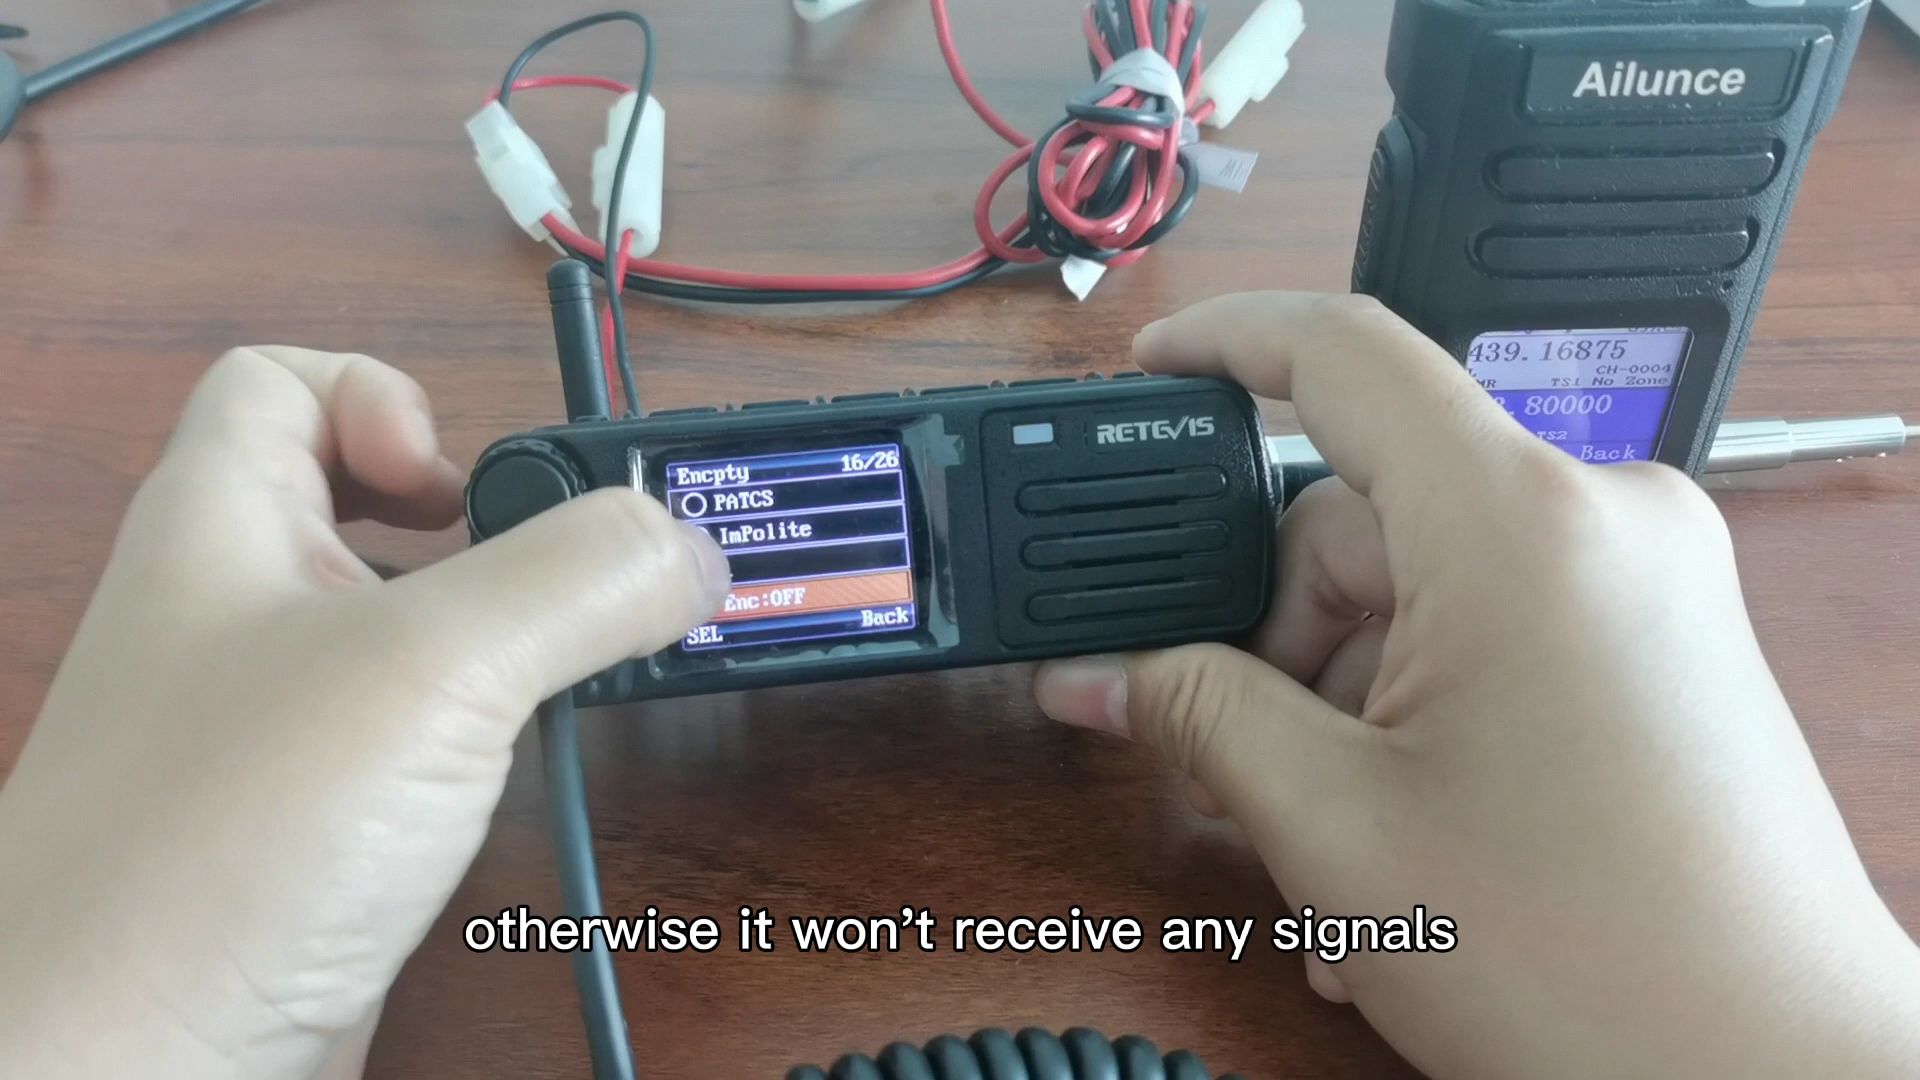 Ailunce
439.16875
CH-0004
TS1 No Zone
.80000
TS2
Back
RETEVIS
Encpty 16/26
PATCS
ImPolite
Enc:OFF
SEL Back
otherwise it won't receive any signals